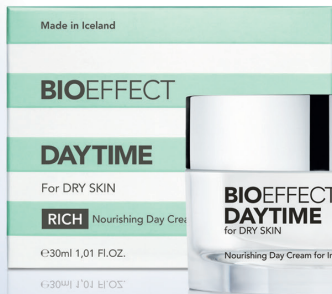 Made in Iceland
BIOEFFECT
DAYTIME
For DRY SKIN
RICH Nourishing Day Crea
℮30ml 1,01 Fl.OZ.
BIOEFFECT
DAYTIME
for DRY SKIN
Nourishing Day Cream for